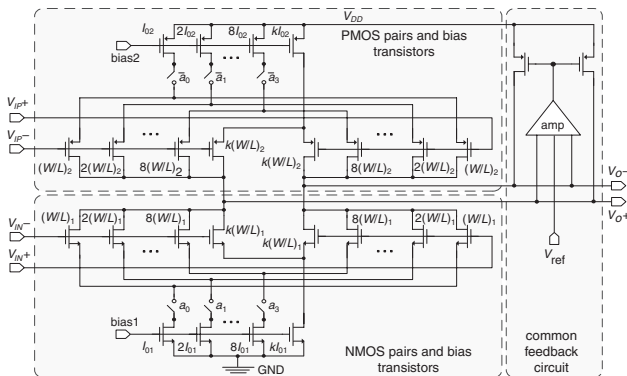 I02 2I02 8I02 kI02 VDD
PMOS pairs and bias
transistors
bias2
a̅0 a̅1 a̅3
VIP+
VIP−
amp
k(W/L)2
(W/L)2 2(W/L)2 8(W/L)2 k(W/L)2 8(W/L)2 2(W/L)2 (W/L)2
VO−
VO+
(W/L)1 2(W/L)1 8(W/L)1 8(W/L)1 2(W/L)1 (W/L)1
VIN−
k(W/L)1 k(W/L)1
VIN+
Vref
a0 a1 a3
bias1
I01 2I01 8I01 kI01
GND
NMOS pairs and bias
transistors
common
feedback
circuit